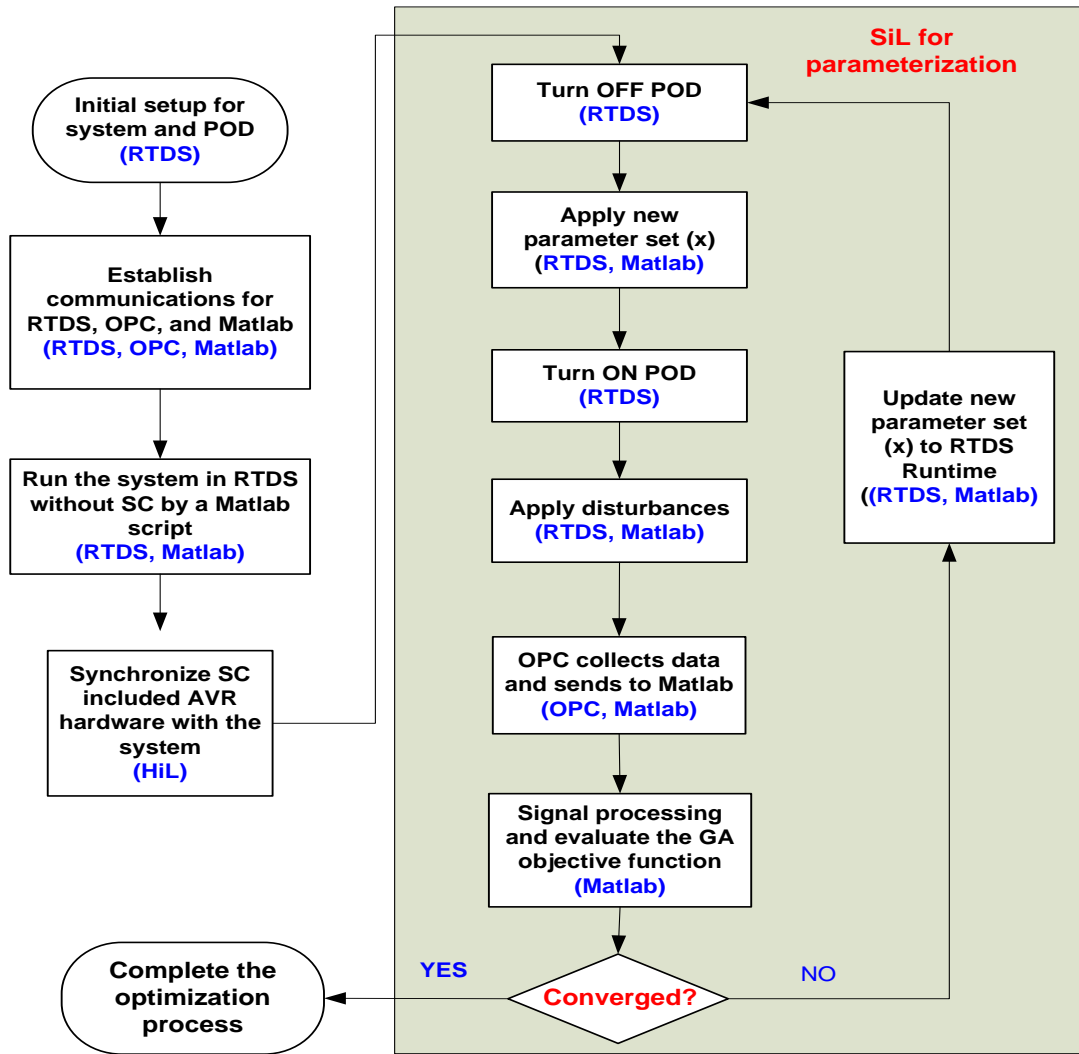 Initial setup for
system and POD
(RTDS)
Establish
communications for
RTDS, OPC, and Matlab
(RTDS, OPC, Matlab)
Run the system in RTDS
without SC by a Matlab
script
(RTDS, Matlab)
Synchronize SC
included AVR
hardware with the
system
(HiL)
SiL for
parameterization
Turn OFF POD
(RTDS)
Apply new
parameter set (x)
(RTDS, Matlab)
Turn ON POD
(RTDS)
Apply disturbances
(RTDS, Matlab)
OPC collects data
and sends to Matlab
(OPC, Matlab)
Signal processing
and evaluate the GA
objective function
(Matlab)
Converged?
YES
NO
Update new
parameter set
(x) to RTDS
Runtime
((RTDS, Matlab)
Complete the
optimization
process